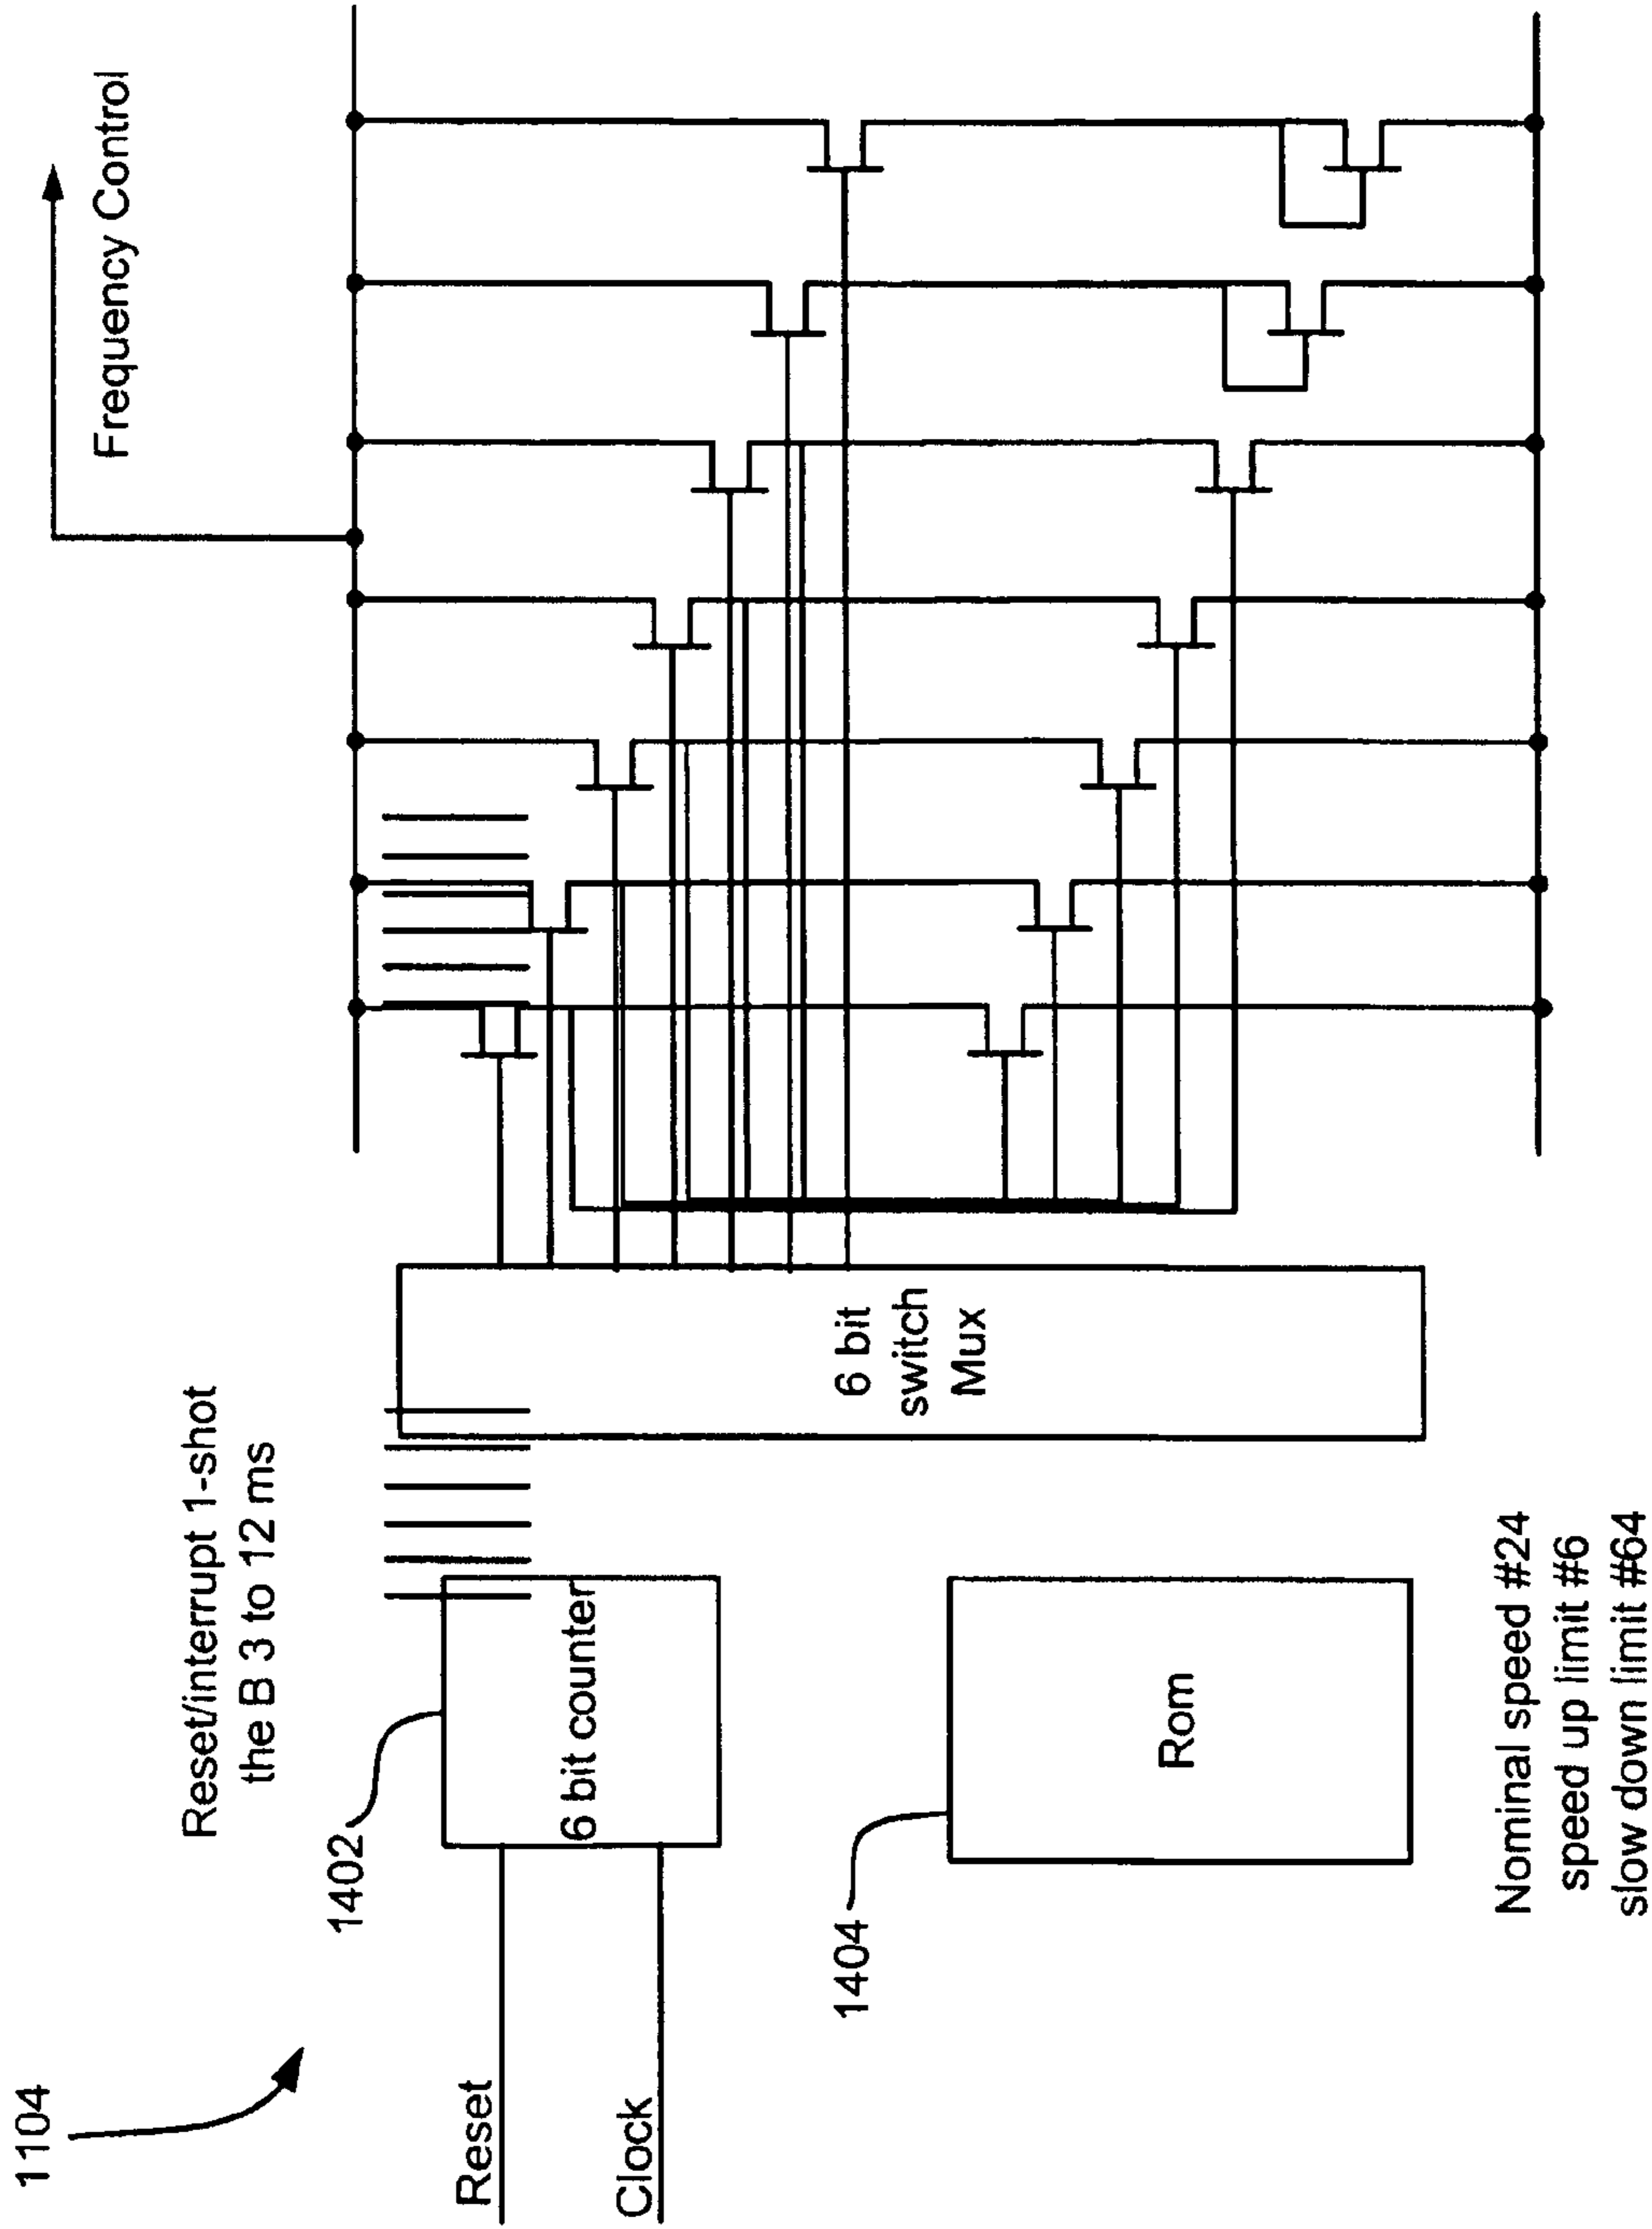 1104
Frequency Control
Reset/interrupt 1-shot
the B 3 to 12 ms
1402
Reset
Clock
6 bit counter
6 bit
switch
Mux
1404
Rom
Nominal speed #24
speed up limit #6
slow down limit #64